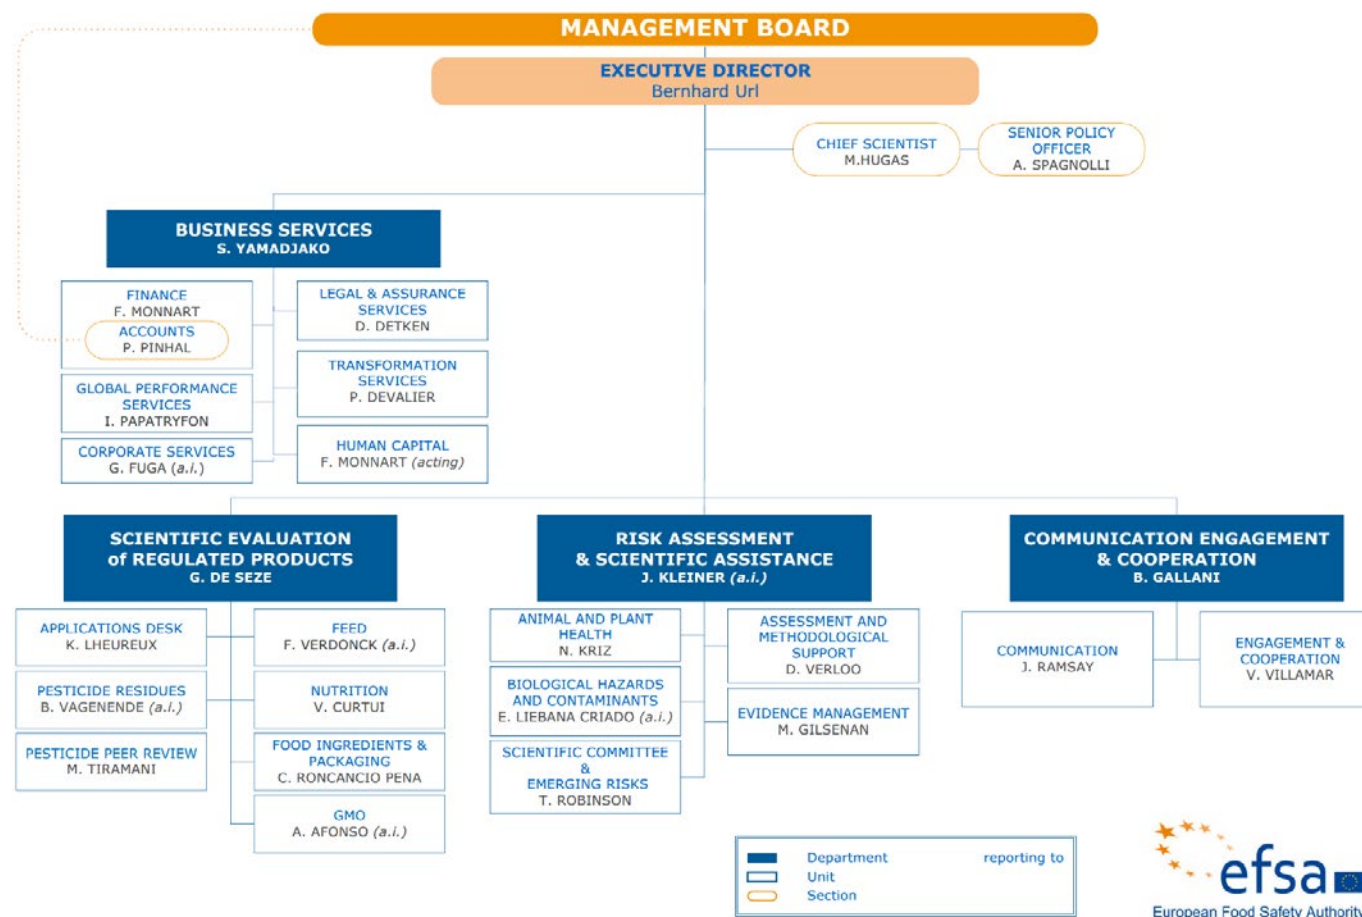 MANAGEMENT BOARD
EXECUTIVE DIRECTOR
Bernhard Url
CHIEF SCIENTIST
M.HUGAS
SENIOR POLICY
OFFICER
A. SPAGNOLLI
BUSINESS SERVICES
S. YAMADJAKO
FINANCE
F. MONNART
ACCOUNTS
P. PINHAL
LEGAL & ASSURANCE
SERVICES
D. DETKEN
GLOBAL PERFORMANCE
SERVICES
I. PAPATRYFON
TRANSFORMATION
SERVICES
P. DEVALIER
CORPORATE SERVICES
G. FUGA (a.i.)
HUMAN CAPITAL
F. MONNART (acting)
SCIENTIFIC EVALUATION
of REGULATED PRODUCTS
G. DE SEZE
APPLICATIONS DESK
K. LHEUREUX
FEED
F. VERDONCK (a.i.)
PESTICIDE RESIDUES
B. VAGENENDE (a.i.)
NUTRITION
V. CURTUI
PESTICIDE PEER REVIEW
M. TIRAMANI
FOOD INGREDIENTS &
PACKAGING
C. RONCANCIO PENA
GMO
A. AFONSO (a.i.)
RISK ASSESSMENT
& SCIENTIFIC ASSISTANCE
J. KLEINER (a.i.)
ANIMAL AND PLANT
HEALTH
N. KRIZ
ASSESSMENT AND
METHODOLOGICAL
SUPPORT
D. VERLOO
BIOLOGICAL HAZARDS
AND CONTAMINANTS
E. LIEBANA CRIADO (a.i.)
EVIDENCE MANAGEMENT
M. GILSENAN
SCIENTIFIC COMMITTEE
&
EMERGING RISKS
T. ROBINSON
COMMUNICATION ENGAGEMENT
& COOPERATION
B. GALLANI
COMMUNICATION
J. RAMSAY
ENGAGEMENT &
COOPERATION
V. VILLAMAR
Department reporting to
Unit
Section
efsa
European Food Safety Authority